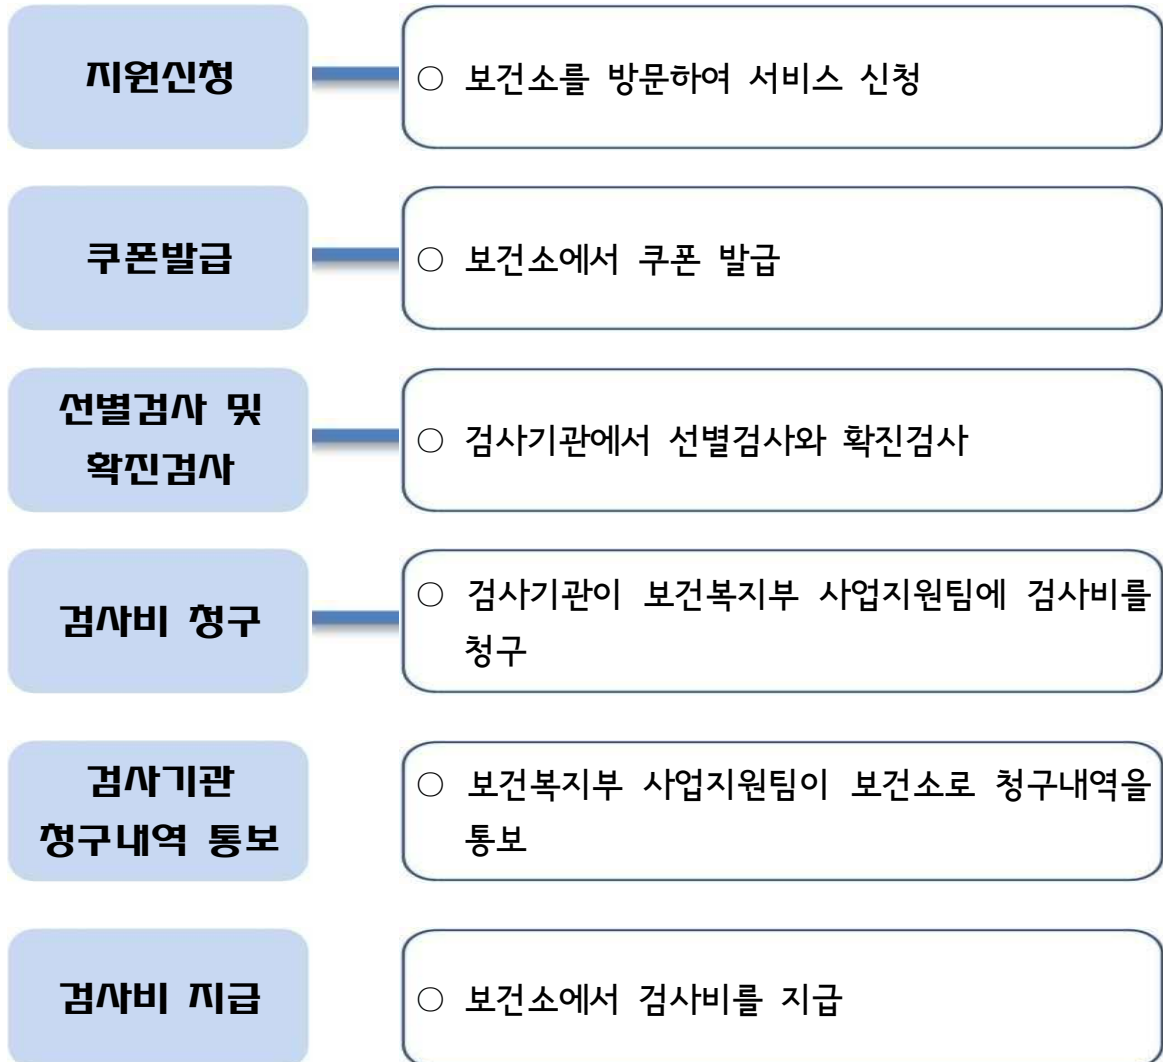 지원신청
○ 보건소를 방문하여 서비스 신청
쿠폰발급
○ 보건소에서 쿠폰 발급
선별검사 및
확진검사
○ 검사기관에서 선별검사와 확진검사
검사비 청구
○ 검사기관이 보건복지부 사업지원팀에 검사비를
청구
검사기관
청구내역 통보
○ 보건복지부 사업지원팀이 보건소로 청구내역을
통보
검사비 지급
○ 보건소에서 검사비를 지급